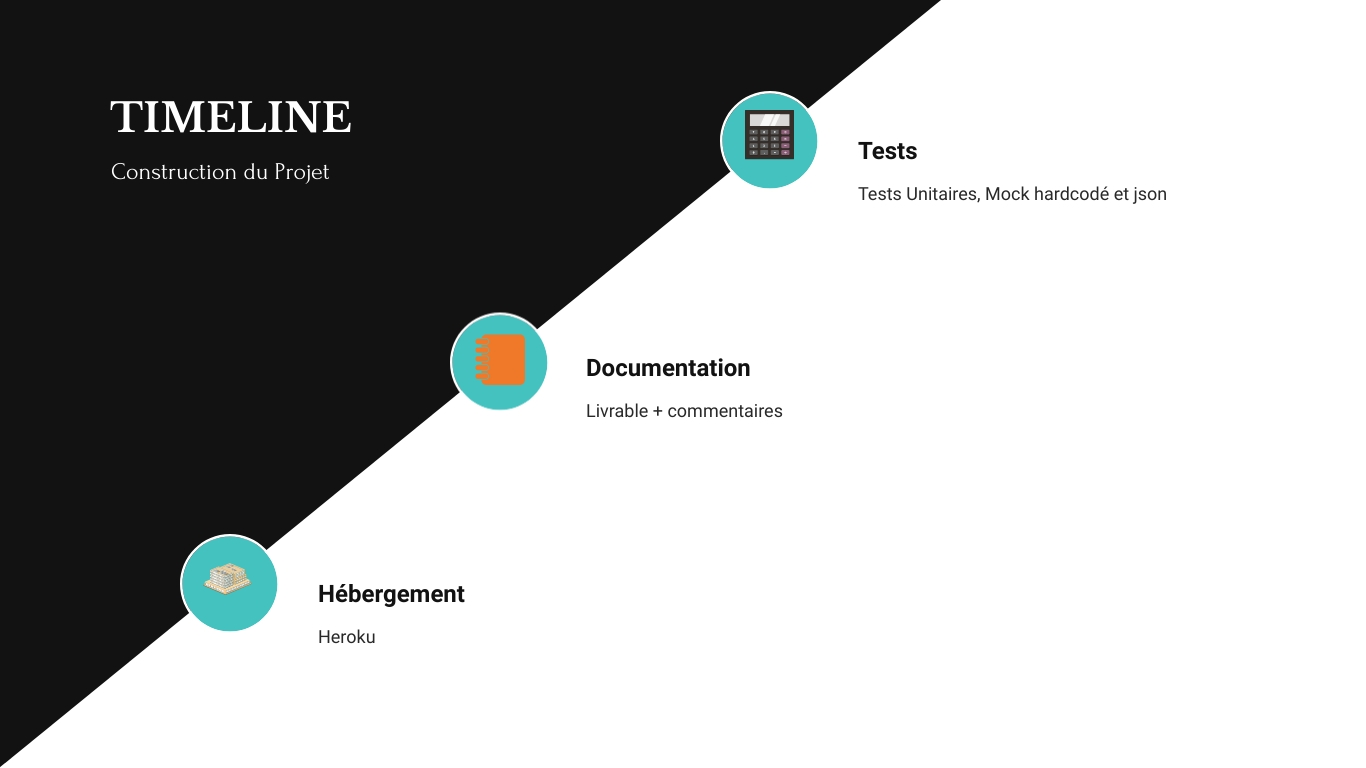 TIMELINE
Construction du Projet
Tests
Tests Unitaires, Mock hardcodé et json
Documentation
Livrable + commentaires
Hébergement
Heroku